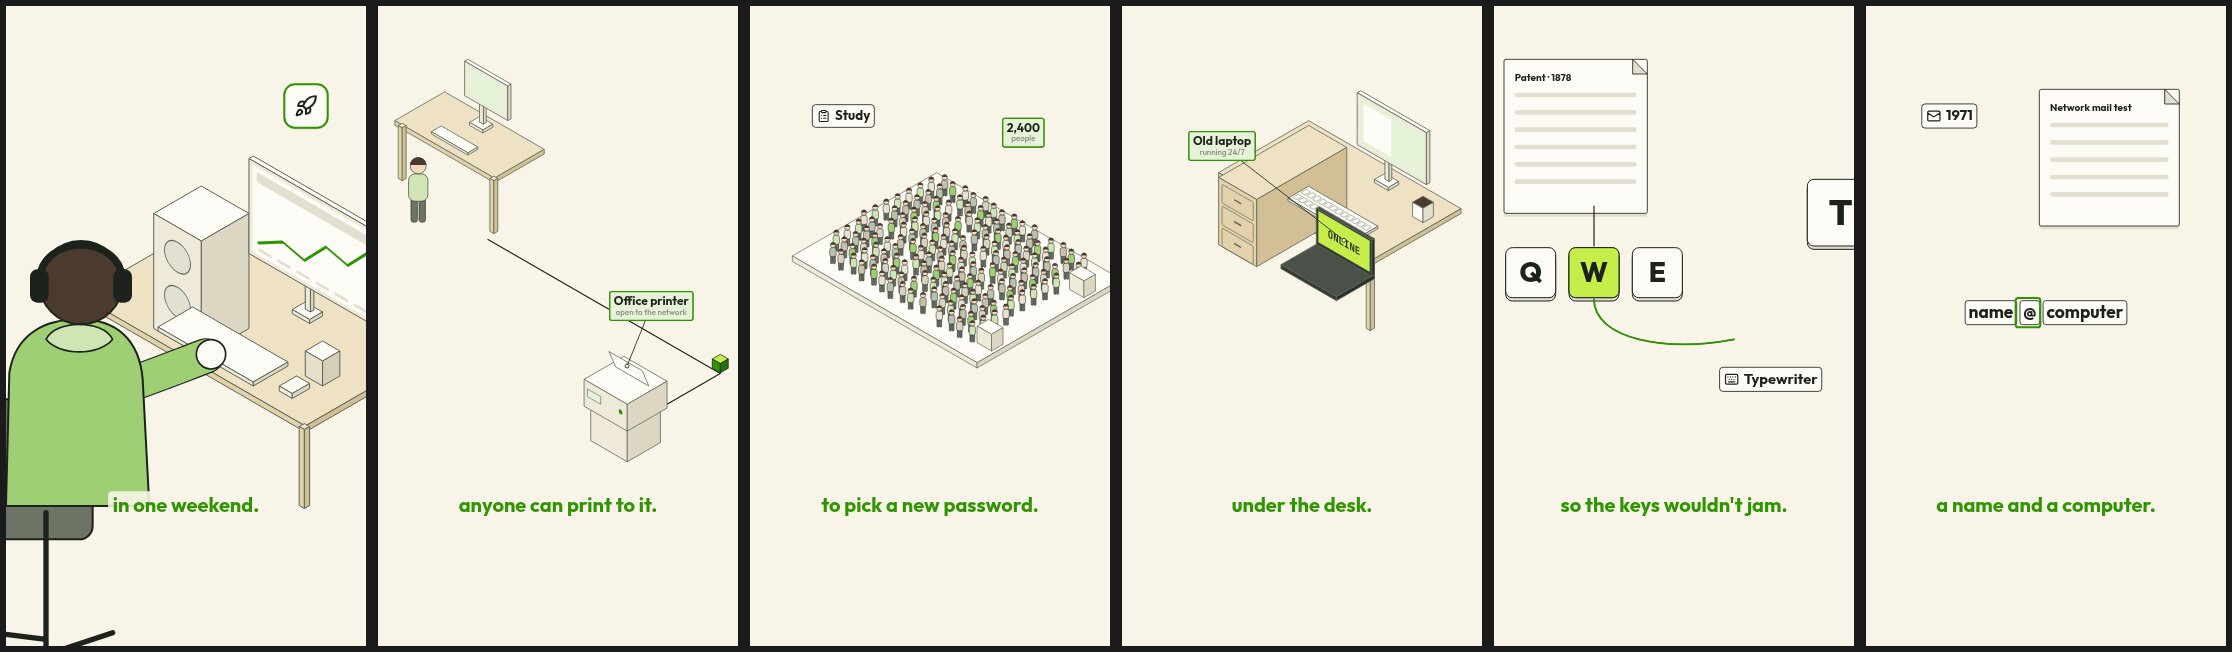 in one weekend.
Office printer
open to the network
anyone can print to it.
Study
2,400
people
to pick a new password.
Old laptop
running 24/7
ONLINE
under the desk.
Patent · 1878
T
Q W E
Typewriter
so the keys wouldn't jam.
1971
Network mail test
name @ computer
a name and a computer.